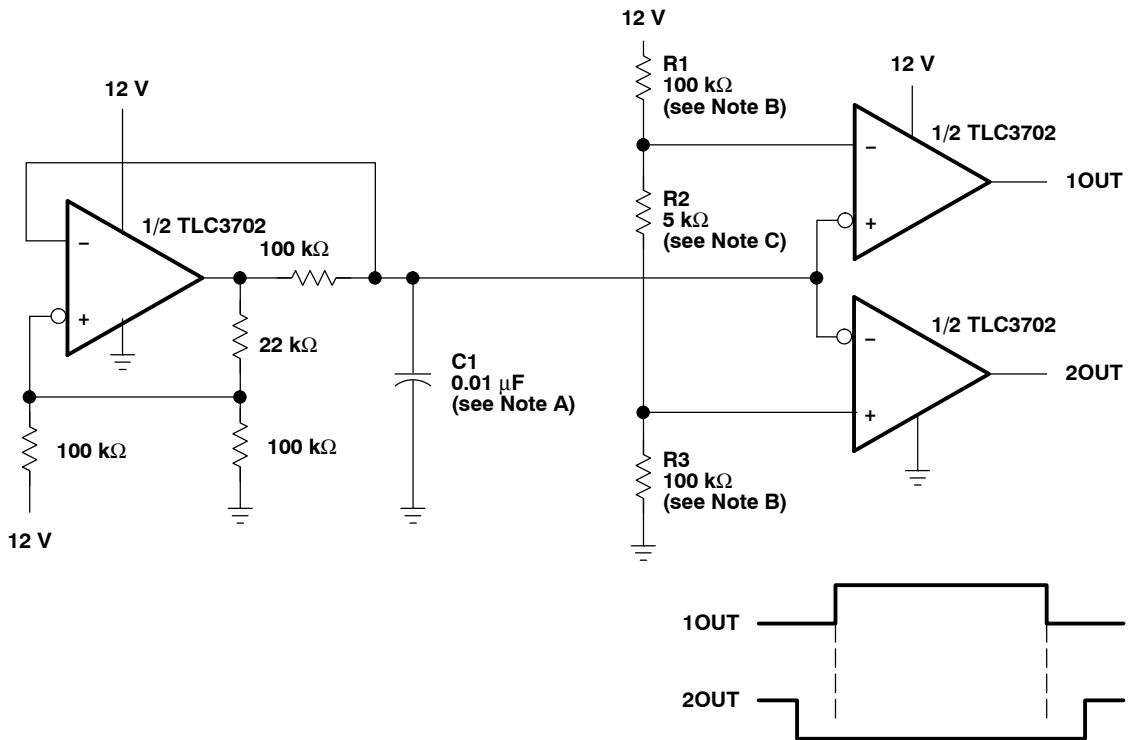 12 V
1/2 TLC3702
−
+
100 kΩ
22 kΩ
100 kΩ
100 kΩ
12 V
C1
0.01 μF
(see Note A)
12 V
R1
100 kΩ
(see Note B)
R2
5 kΩ
(see Note C)
R3
100 kΩ
(see Note B)
12 V
1/2 TLC3702
−
+
1OUT
1/2 TLC3702
−
+
2OUT
1OUT
2OUT